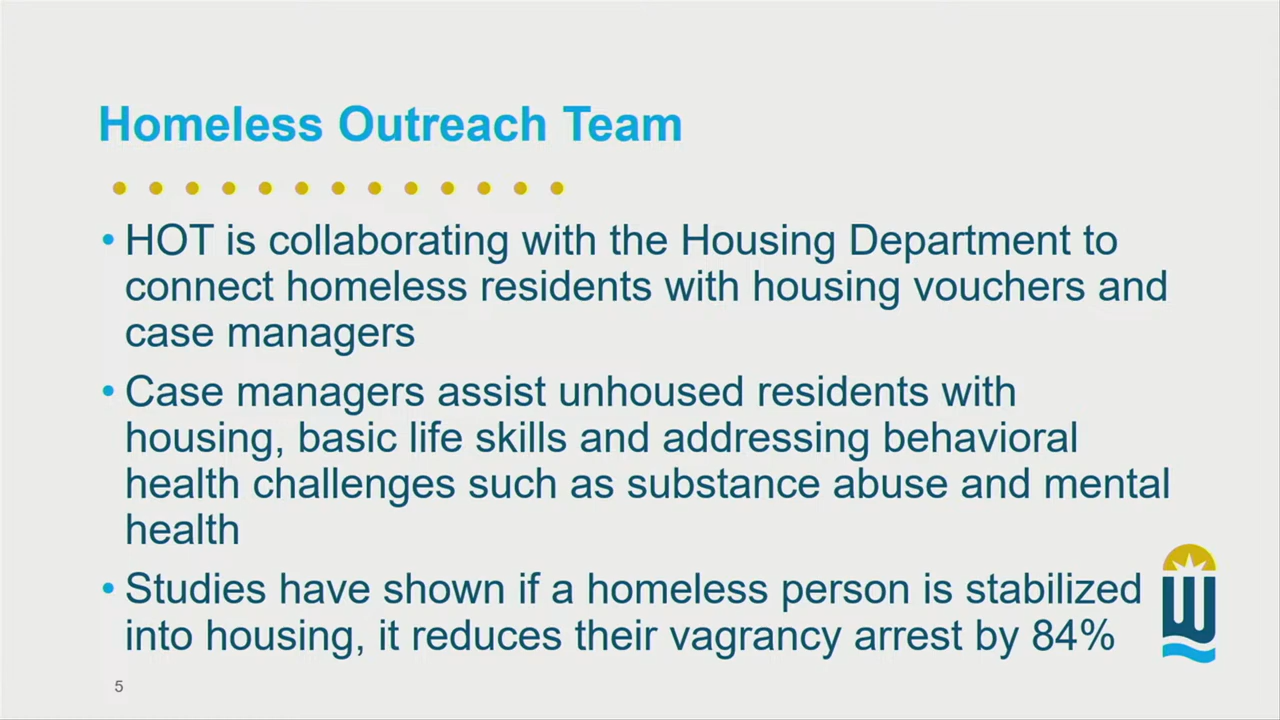 Homeless Outreach Team
• HOT is collaborating with the Housing Department to
connect homeless residents with housing vouchers and
case managers
• Case managers assist unhoused residents with
housing, basic life skills and addressing behavioral
health challenges such as substance abuse and mental
health
• Studies have shown if a homeless person is stabilized
into housing, it reduces their vagrancy arrest by 84%
W
5